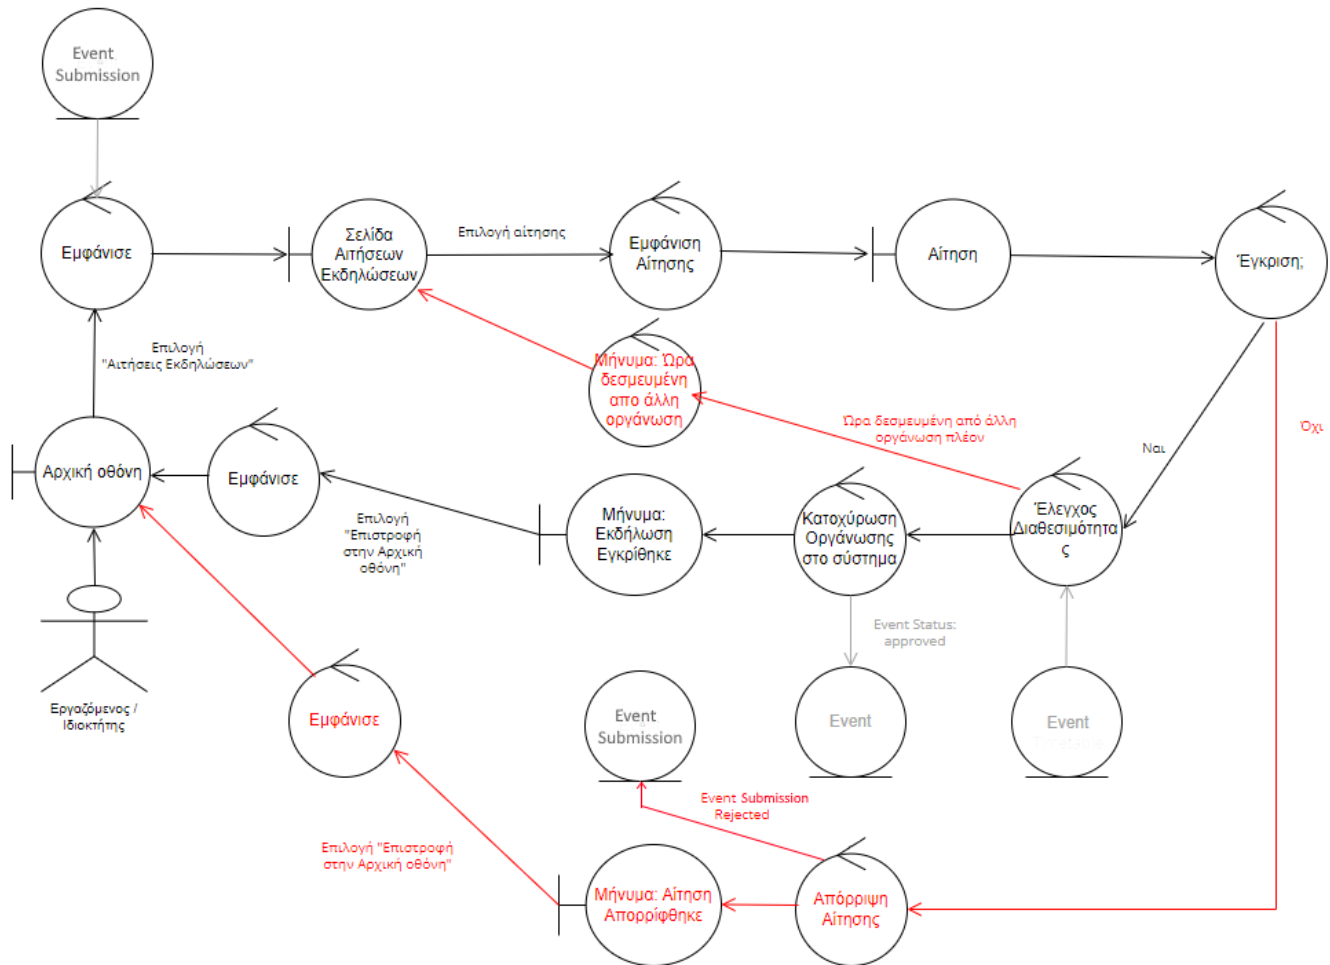 Event
Submission
Εμφάνισε
Σελίδα
Αιτήσεων
Εκδηλώσεων
Επιλογή αίτησης
Εμφάνιση
Αίτησης
Αίτηση
Έγκριση;
Επιλογή
"Αιτήσεις Εκδηλώσεων"
Μήνυμα: Ώρα
δεσμευμένη
απο άλλη
οργάνωση
Ώρα δεσμευμένη από άλλη
οργάνωση πλέον
Όχι
Ναι
Αρχική οθόνη
Εμφάνισε
Επιλογή
"Επιστροφή
στην Αρχική
οθόνη"
Μήνυμα:
Εκδήλωση
Εγκρίθηκε
Κατοχύρωση
Οργάνωσης
στο σύστημα
Έλεγχος
Διαθεσιμότητα
ς
Event Status:
approved
Εργαζόμενος /
Ιδιοκτήτης
Εμφάνισε
Event
Submission
Event
Event
Event Submission
Rejected
Επιλογή "Επιστροφή
στην Αρχική οθόνη"
Μήνυμα: Αίτηση
Απορρίφθηκε
Απόρριψη
Αίτησης